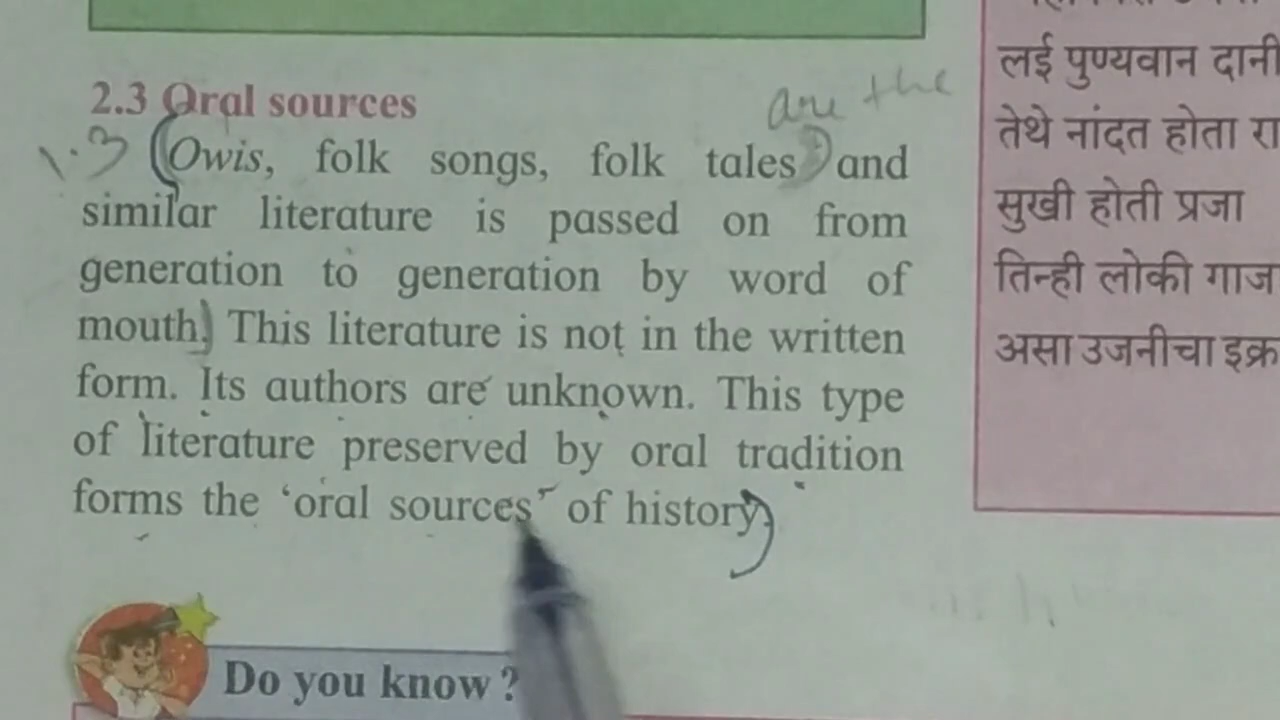 2.3 Oral sources
are the
1.3
Owis, folk songs, folk tales and
similar literature is passed on from
generation to generation by word of
mouth. This literature is not in the written
form. Its authors are unknown. This type
of literature preserved by oral tradition
forms the ‘oral sources’ of history.
Do you know?
लई पुण्यवान दानी
तेथे नांदत होता रा
सुखी होती प्रजा
तिन्ही लोकी गाज
असा उजनीचा इक्र